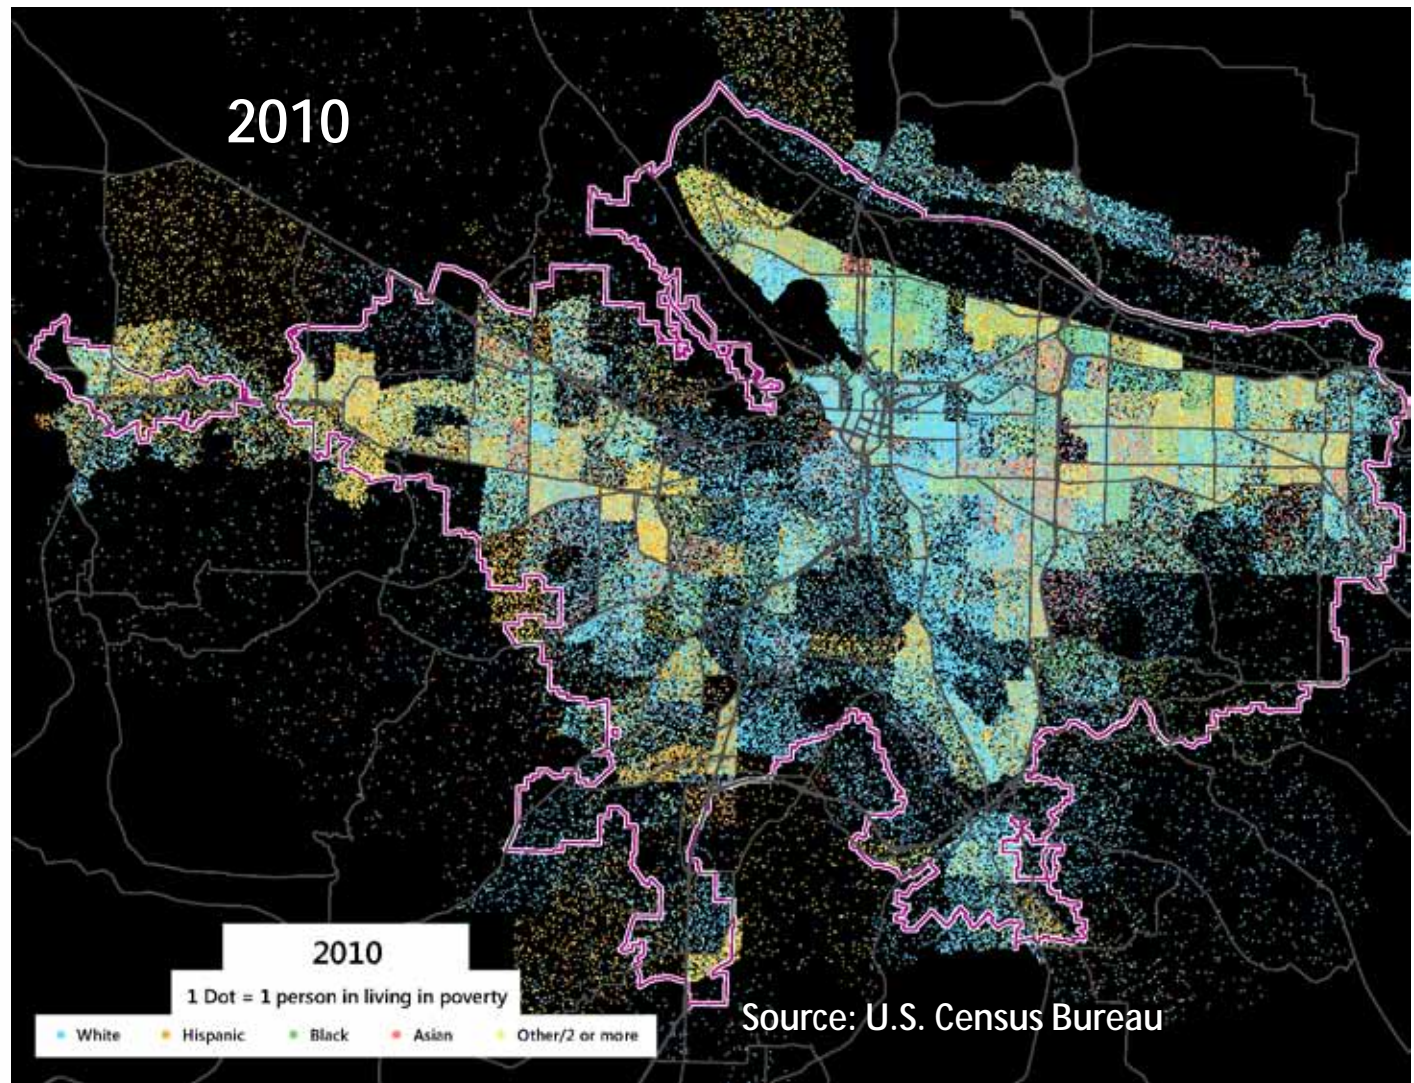 2010
2010
1 Dot = 1 person in living in poverty
White Hispanic Black Asian Other/2 or more
Source: U.S. Census Bureau